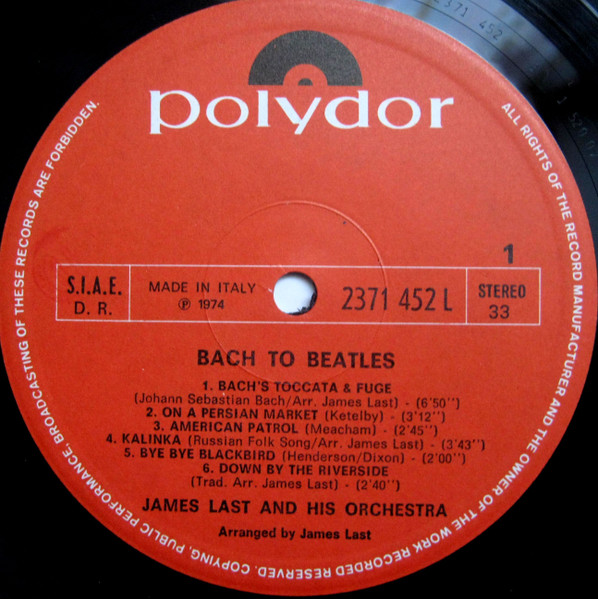 polydor
1
S.I.A.E.
D. R.
MADE IN ITALY
℗ 1974
2371 452 L
STEREO
33
BACH TO BEATLES
1. BACH'S TOCCATA & FUGE
(Johann Sebastian Bach/Arr. James Last) - (6'50'')
2. ON A PERSIAN MARKET (Ketelby) - (3'12'')
3. AMERICAN PATROL (Meacham) - (2'45'')
4. KALINKA (Russian Folk Song/Arr. James Last) - (3'43'')
5. BYE BYE BLACKBIRD (Henderson/Dixon) - (2'00'')
6. DOWN BY THE RIVERSIDE
(Trad. Arr. James Last) - (2'40'')
JAMES LAST AND HIS ORCHESTRA
Arranged by James Last
ALL RIGHTS OF THE RECORD MANUFACTURER AND THE OWNER OF THE WORK RECORDED RESERVED. COPYING, PUBLIC PERFORMANCE, BROADCASTING OF THESE RECORDS ARE FORBIDDEN.
2371 452